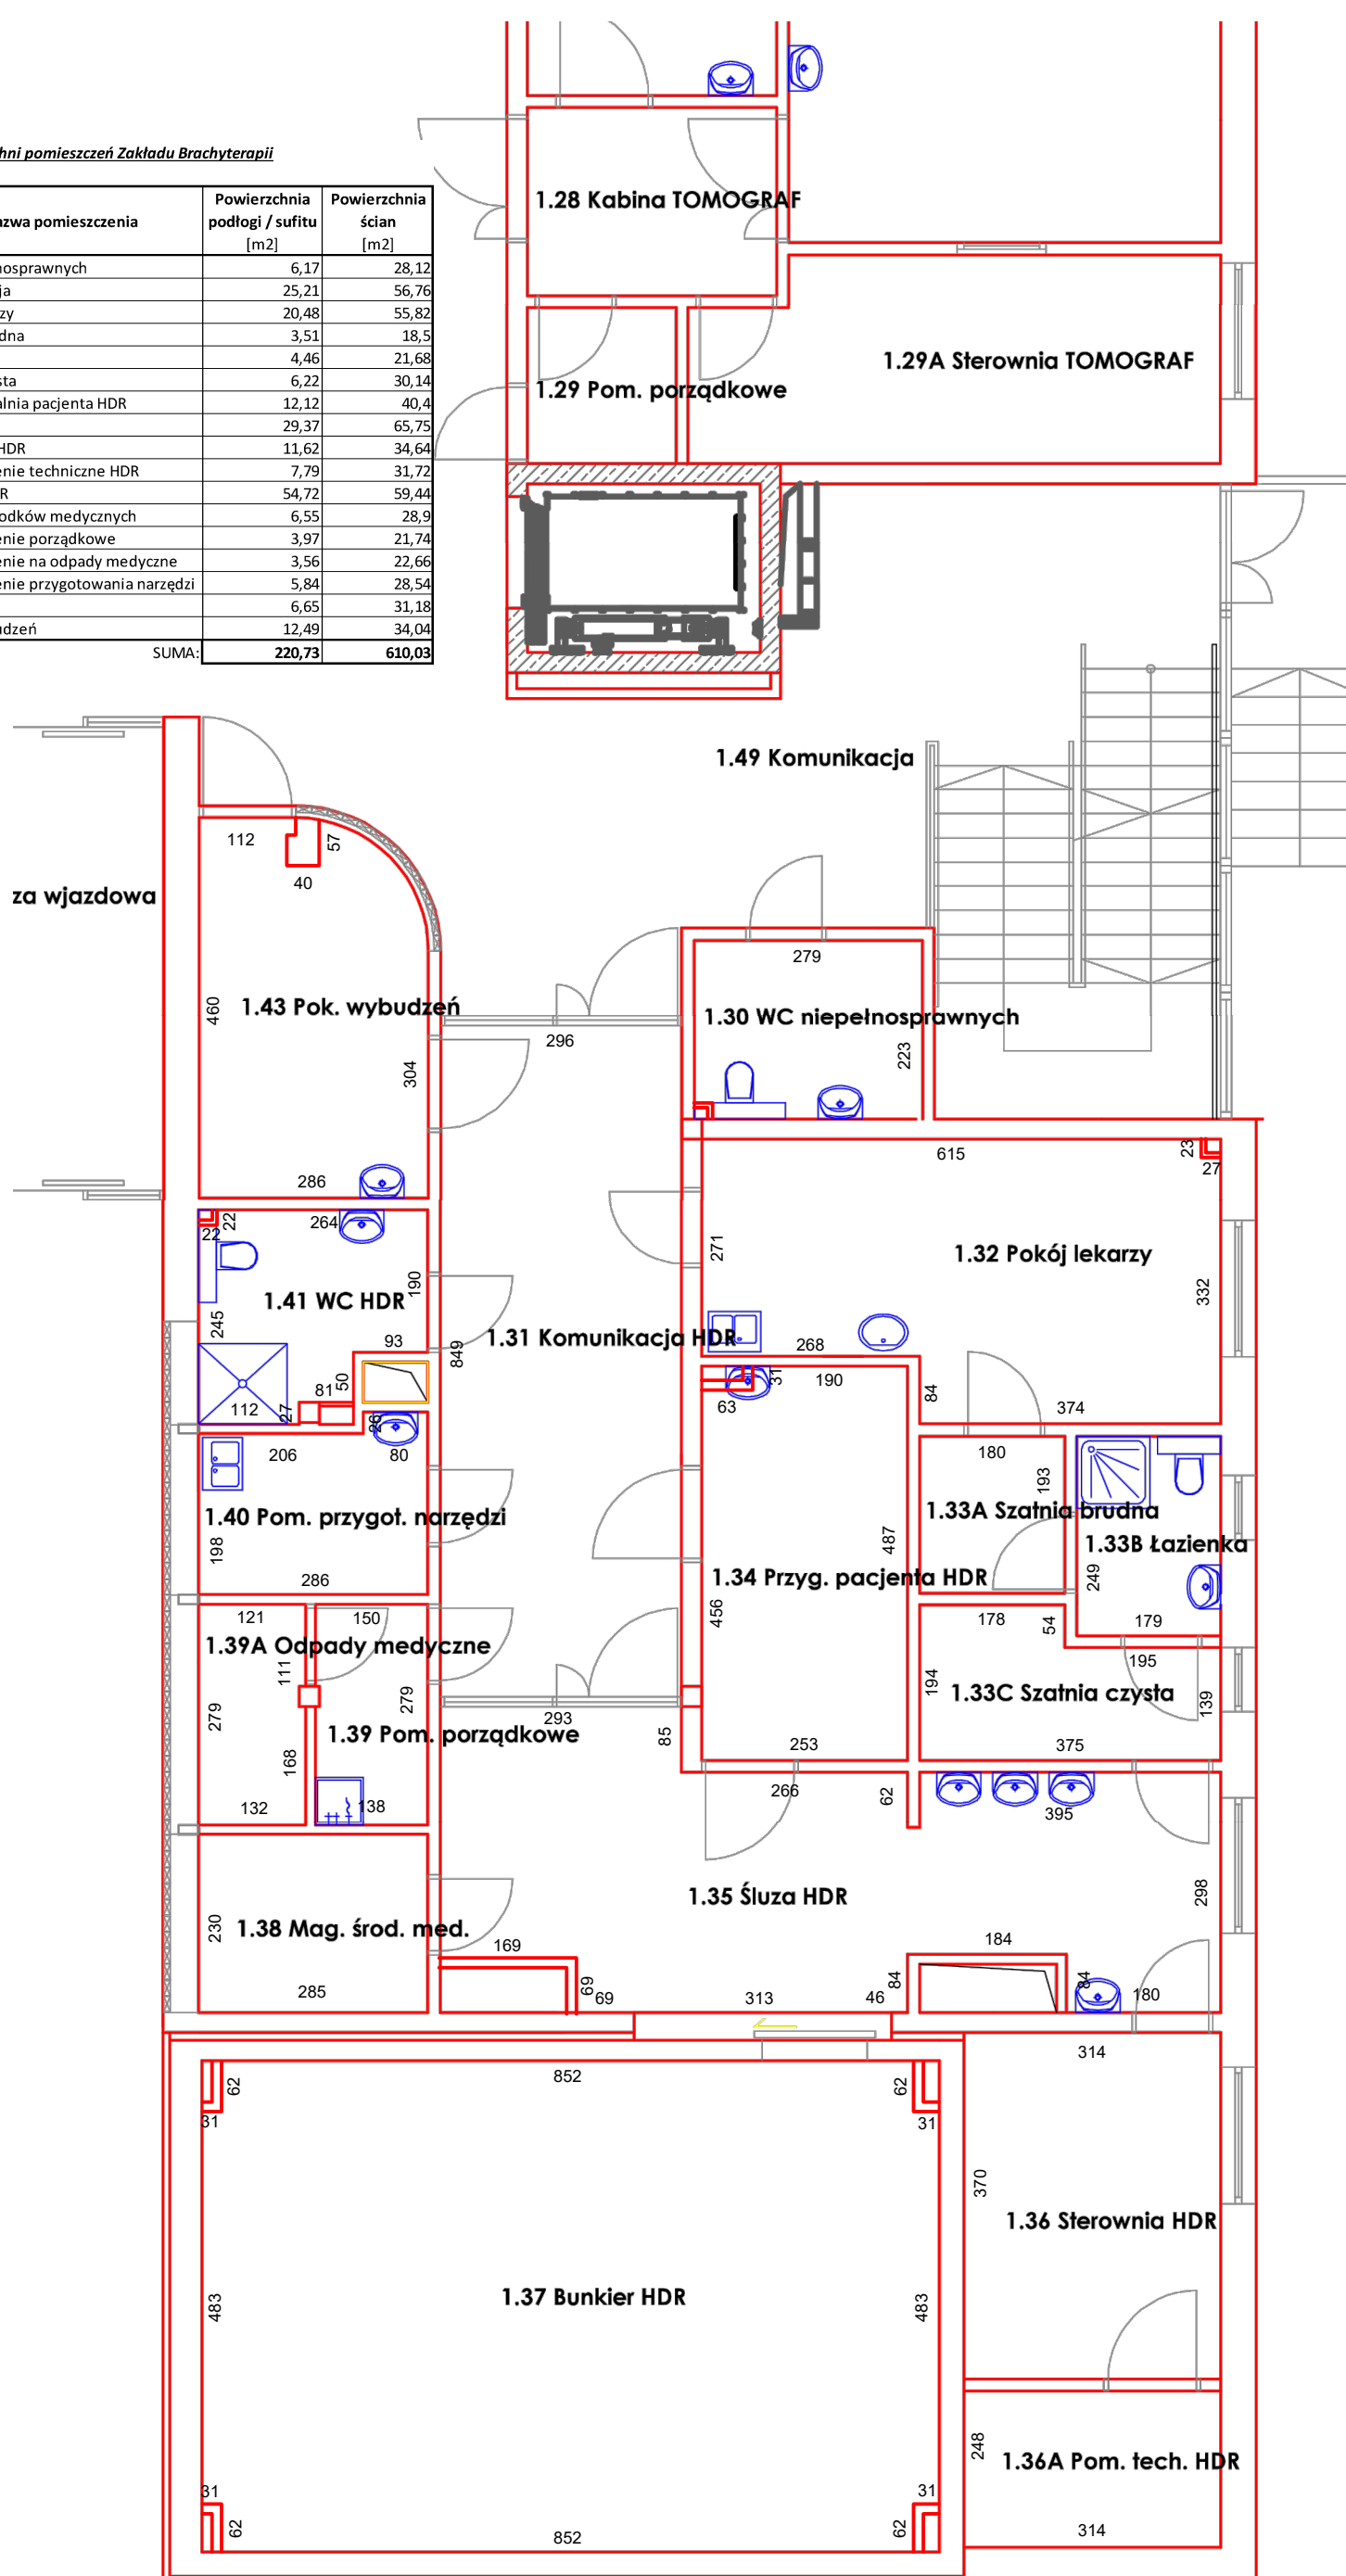 hni pomieszczeń Zakładu Brachyterapii
azwa pomieszczenia Powierzchnia podłogi / sufitu [m2] Powierzchnia ścian [m2]
nosprawnych 6,17 28,12
ja 25,21 56,76
zy 20,48 55,82
dna 3,51 18,5
4,46 21,68
sta 6,22 30,14
alnia pacjenta HDR 12,12 40,4
29,37 65,75
HDR 11,62 34,64
enie techniczne HDR 7,79 31,72
R 54,72 59,44
odków medycznych 6,55 28,9
enie porządkowe 3,97 21,74
enie na odpady medyczne 3,56 22,66
enie przygotowania narzędzi 5,84 28,54
6,65 31,18
udzeń 12,49 34,04
SUMA: 220,73 610,03
1.28 Kabina TOMOGRAF
1.29A Sterownia TOMOGRAF
1.29 Pom. porządkowe
1.49 Komunikacja
112
57
40
za wjazdowa
279
460
1.43 Pok. wybudzeń
1.30 WC niepełnosprawnych
296
223
304
615
23
27
286
22
22
264
271
1.32 Pokój lekarzy
190
1.41 WC HDR
332
245
1.31 Komunikacja HDR
93
849
268
31
190
81
50
84
112
27
63
374
26
206
80
180
193
1.40 Pom. przygot. narzędzi
1.33A Szatnia brudna
198
487
1.33B Łazienka
286
1.34 Przyg. pacjenta HDR
249
121
150
456
178
54
179
1.39A Odpady medyczne
111
195
279
279
194
1.33C Szatnia czysta
139
293
1.39 Pom. porządkowe
85
253
375
168
266
62
132
138
395
1.35 Śluza HDR
298
230
1.38 Mag. środ. med.
169
184
285
69
69
313
46
84
84
180
314
852
62
31
62
31
370
1.36 Sterownia HDR
1.37 Bunkier HDR
483
483
248
1.36A Pom. tech. HDR
31
62
31
62
852
314